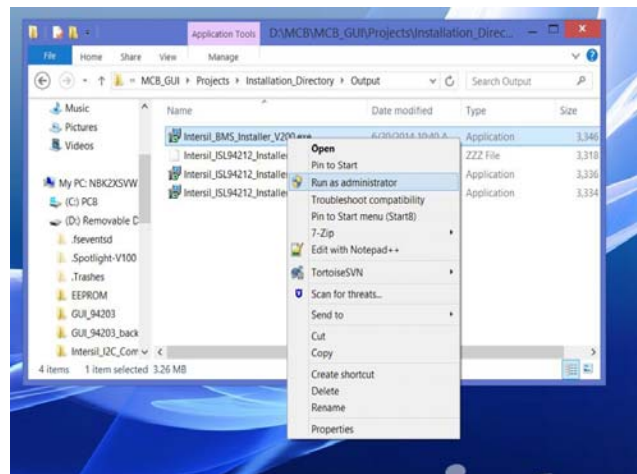 Application Tools D:\MCB\MCB_GUI\Projects\Installation_Direc...
File Home Share View Manage
MCB_GUI Projects Installation_Directory Output Search Output
Music
Pictures
Videos
My PC: NBK2XSVW
(C:) PCB
(D:) Removable D
.fseventsd
.Spotlight-V100
.Trashes
EEPROM
GUI_94203
GUI_94203_back
Intersil_I2C_Com
Name Date modified Type Size
Intersil_BMS_Installer_V200.exe 6/20/2014 10:40 A Application 3,346
Intersil_ISL94212_Installe ZZZ File 3,318
Intersil_ISL94212_Installe Application 3,336
Intersil_ISL94212_Installe Application 3,334
Open
Pin to Start
Run as administrator
Troubleshoot compatibility
Pin to Start menu (Start8)
7-Zip
Edit with Notepad++
TortoiseSVN
Scan for threats...
Send to
Cut
Copy
Create shortcut
Delete
Rename
Properties
4 items 1 item selected 3.26 MB